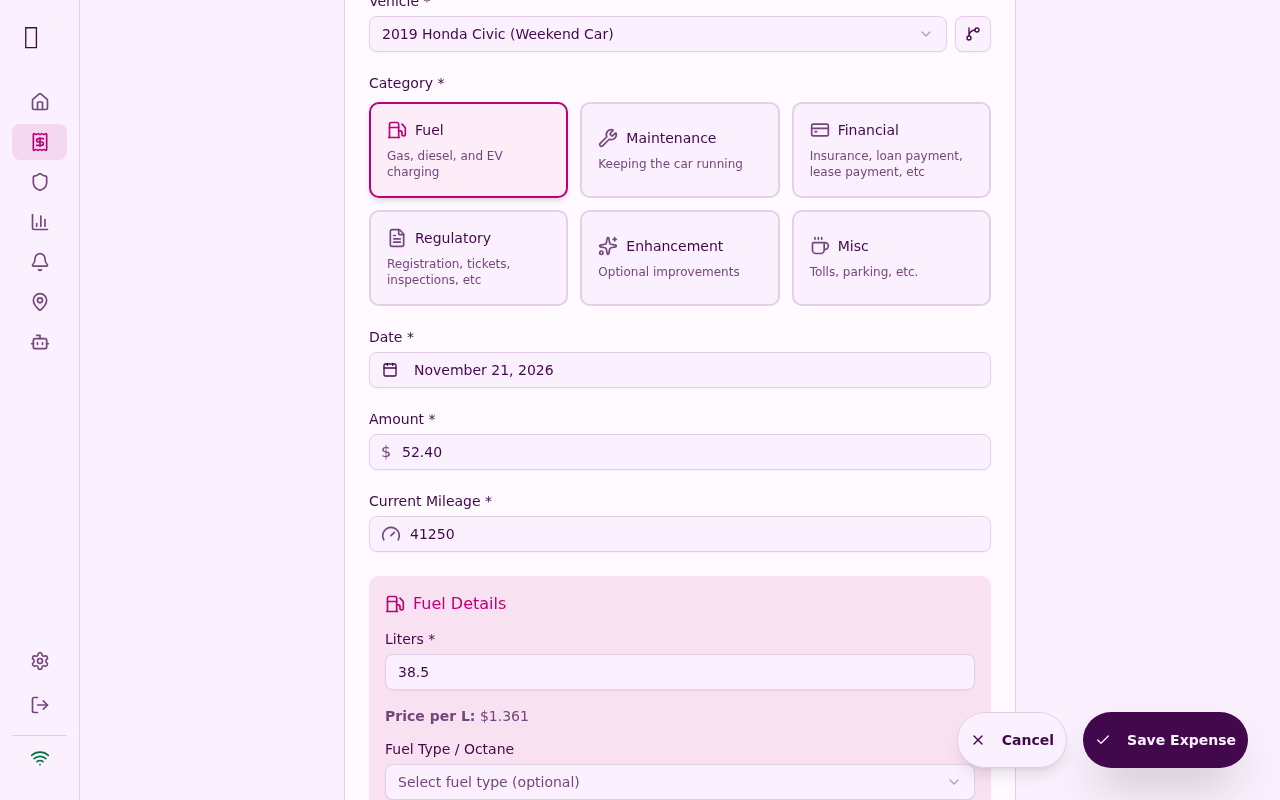 Vehicle *
2019 Honda Civic (Weekend Car)
Category *
Fuel
Gas, diesel, and EV
charging
Maintenance
Keeping the car running
Financial
Insurance, loan payment,
lease payment, etc
Regulatory
Registration, tickets,
inspections, etc
Enhancement
Optional improvements
Misc
Tolls, parking, etc.
Date *
November 21, 2026
Amount *
$ 52.40
Current Mileage *
41250
Fuel Details
Liters *
38.5
Price per L: $1.361
Fuel Type / Octane
Select fuel type (optional)
Cancel
Save Expense